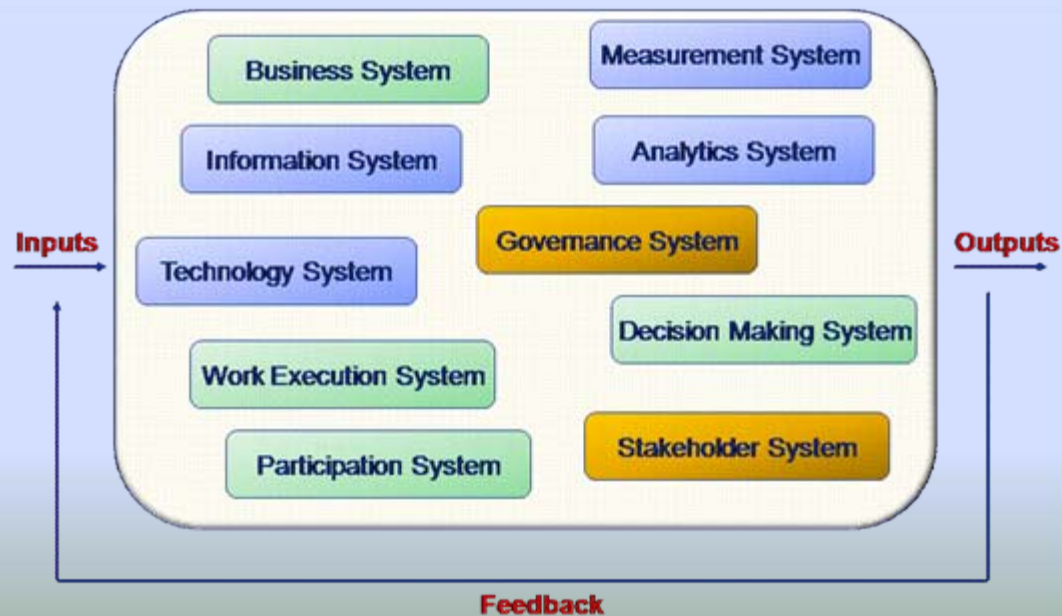 Business System
Measurement System
Information System
Analytics System
Inputs
Governance System
Outputs
Technology System
Decision Making System
Work Execution System
Participation System
Stakeholder System
Feedback